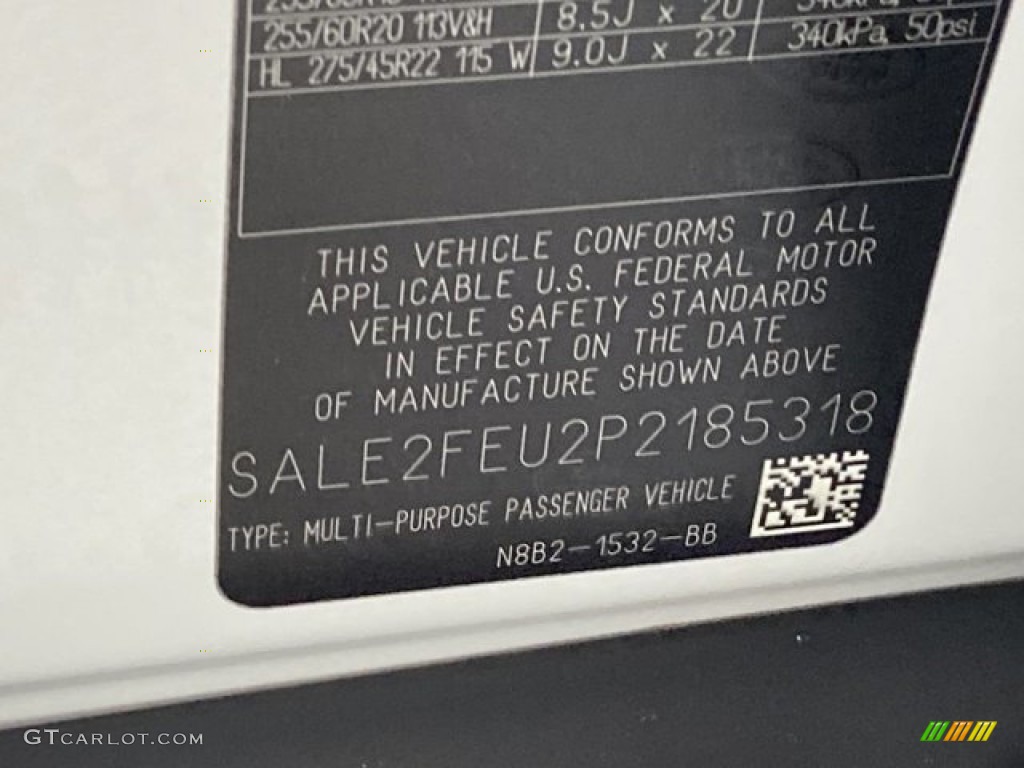 255/60R20 113V&H 8.5J x 20
HL 275/45R22 115 W 9.0J x 22 340kPa, 50psi
THIS VEHICLE CONFORMS TO ALL
APPLICABLE U.S. FEDERAL MOTOR
VEHICLE SAFETY STANDARDS
IN EFFECT ON THE DATE
OF MANUFACTURE SHOWN ABOVE
SALE2FEU2P2185318
TYPE: MULTI-PURPOSE PASSENGER VEHICLE
N8B2-1532-BB
GTCARLOT.COM